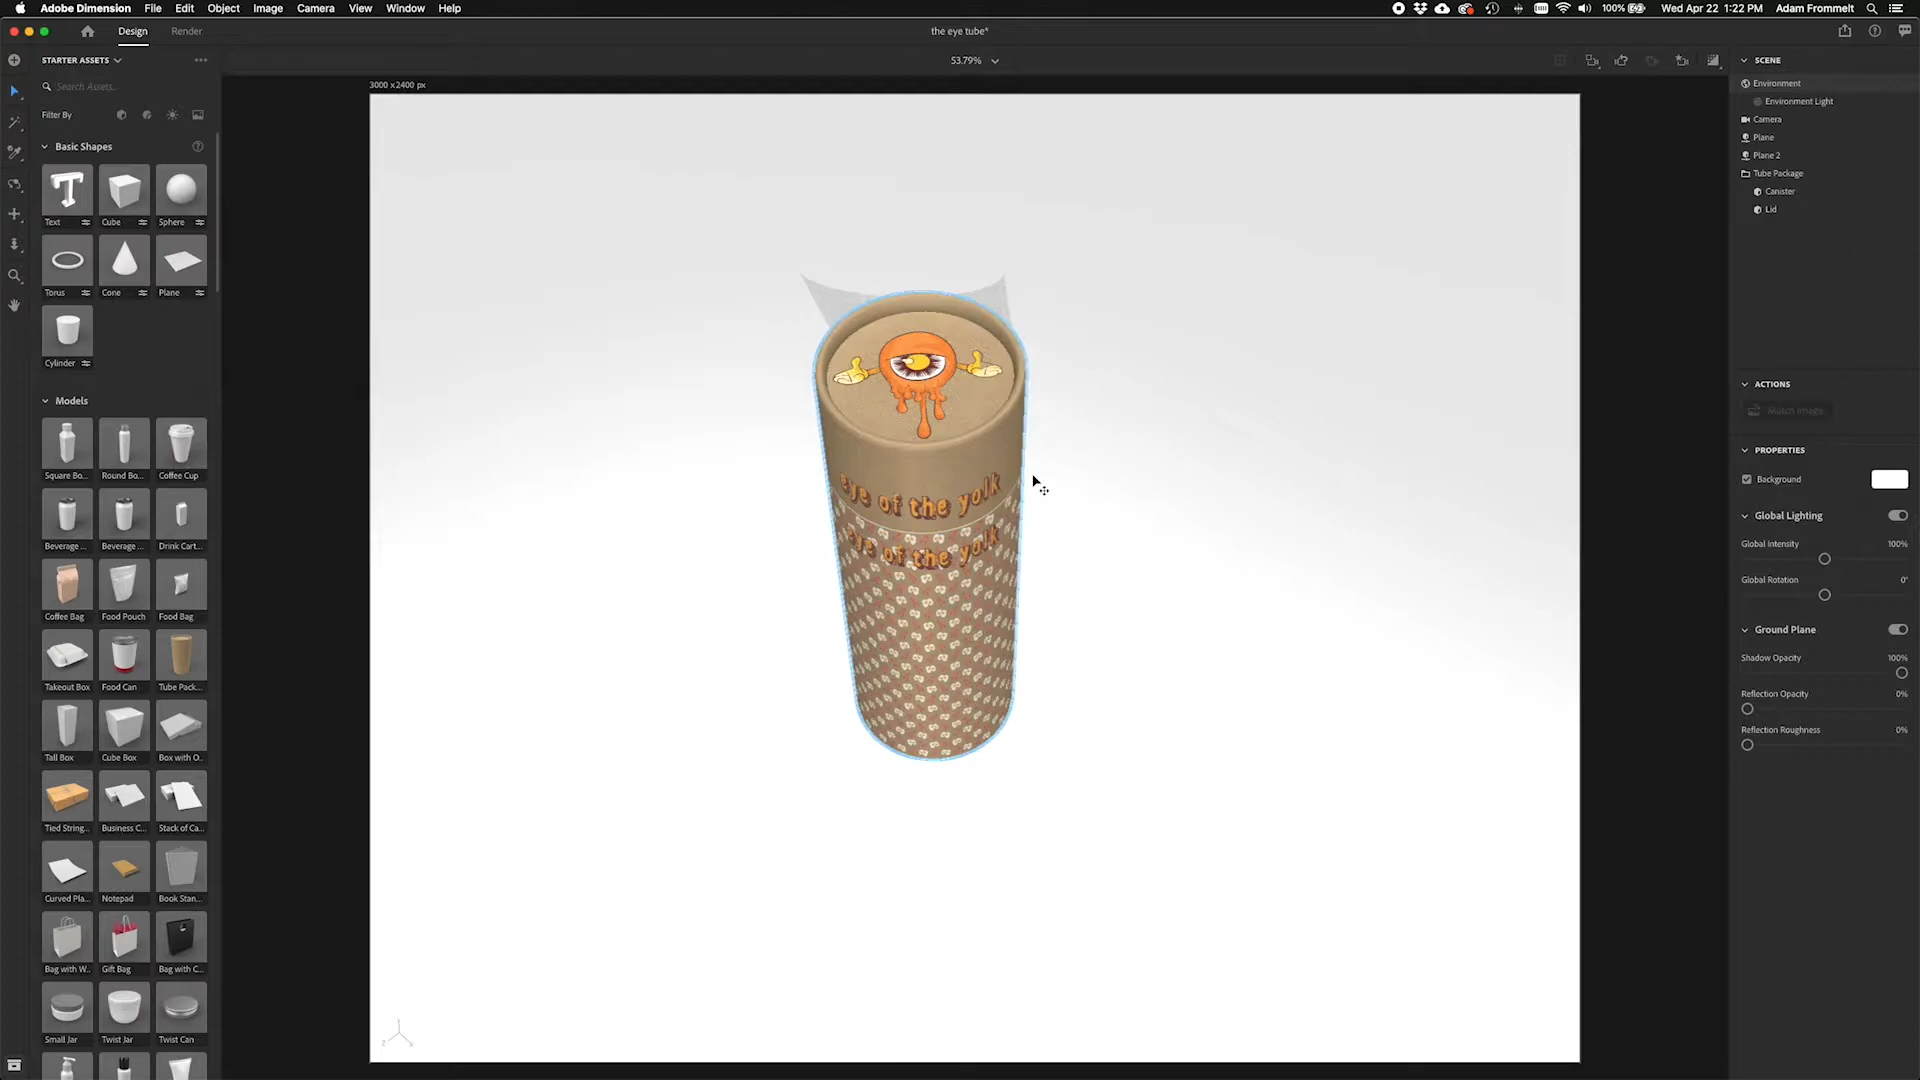 Adobe Dimension File Edit Object Image Camera View Window Help
100% Wed Apr 22 1:22 PM Adam Frommelt
Design Render
the eye tube*
STARTER ASSETS
53.79%
SCENE
3000 x 2400 px
Search Assets...
Filter By
Basic Shapes
Text Cube Sphere
Torus Cone Plane
Cylinder
Models
Square Bo... Round Bo... Coffee Cup
Beverage ... Beverage ... Drink Cart...
Coffee Bag Food Pouch Food Bag
Takeout Box Food Can Tube Pack...
Tall Box Cube Box Box with O...
Tied String... Business C... Stack of Ca...
Curved Pla... Notepad Book Stan...
Bag with W... Gift Bag Bag with C...
Small Jar Twist Jar Twist Can
eye of the yolk
eye of the yolk
Z Y X
Environment
Environment Light
Camera
Plane
Plane 2
Tube Package
Canister
Lid
ACTIONS
Match Image
PROPERTIES
Background
Global Lighting
Global Intensity 100%
Global Rotation 0°
Ground Plane
Shadow Opacity 100%
Reflection Opacity 0%
Reflection Roughness 0%